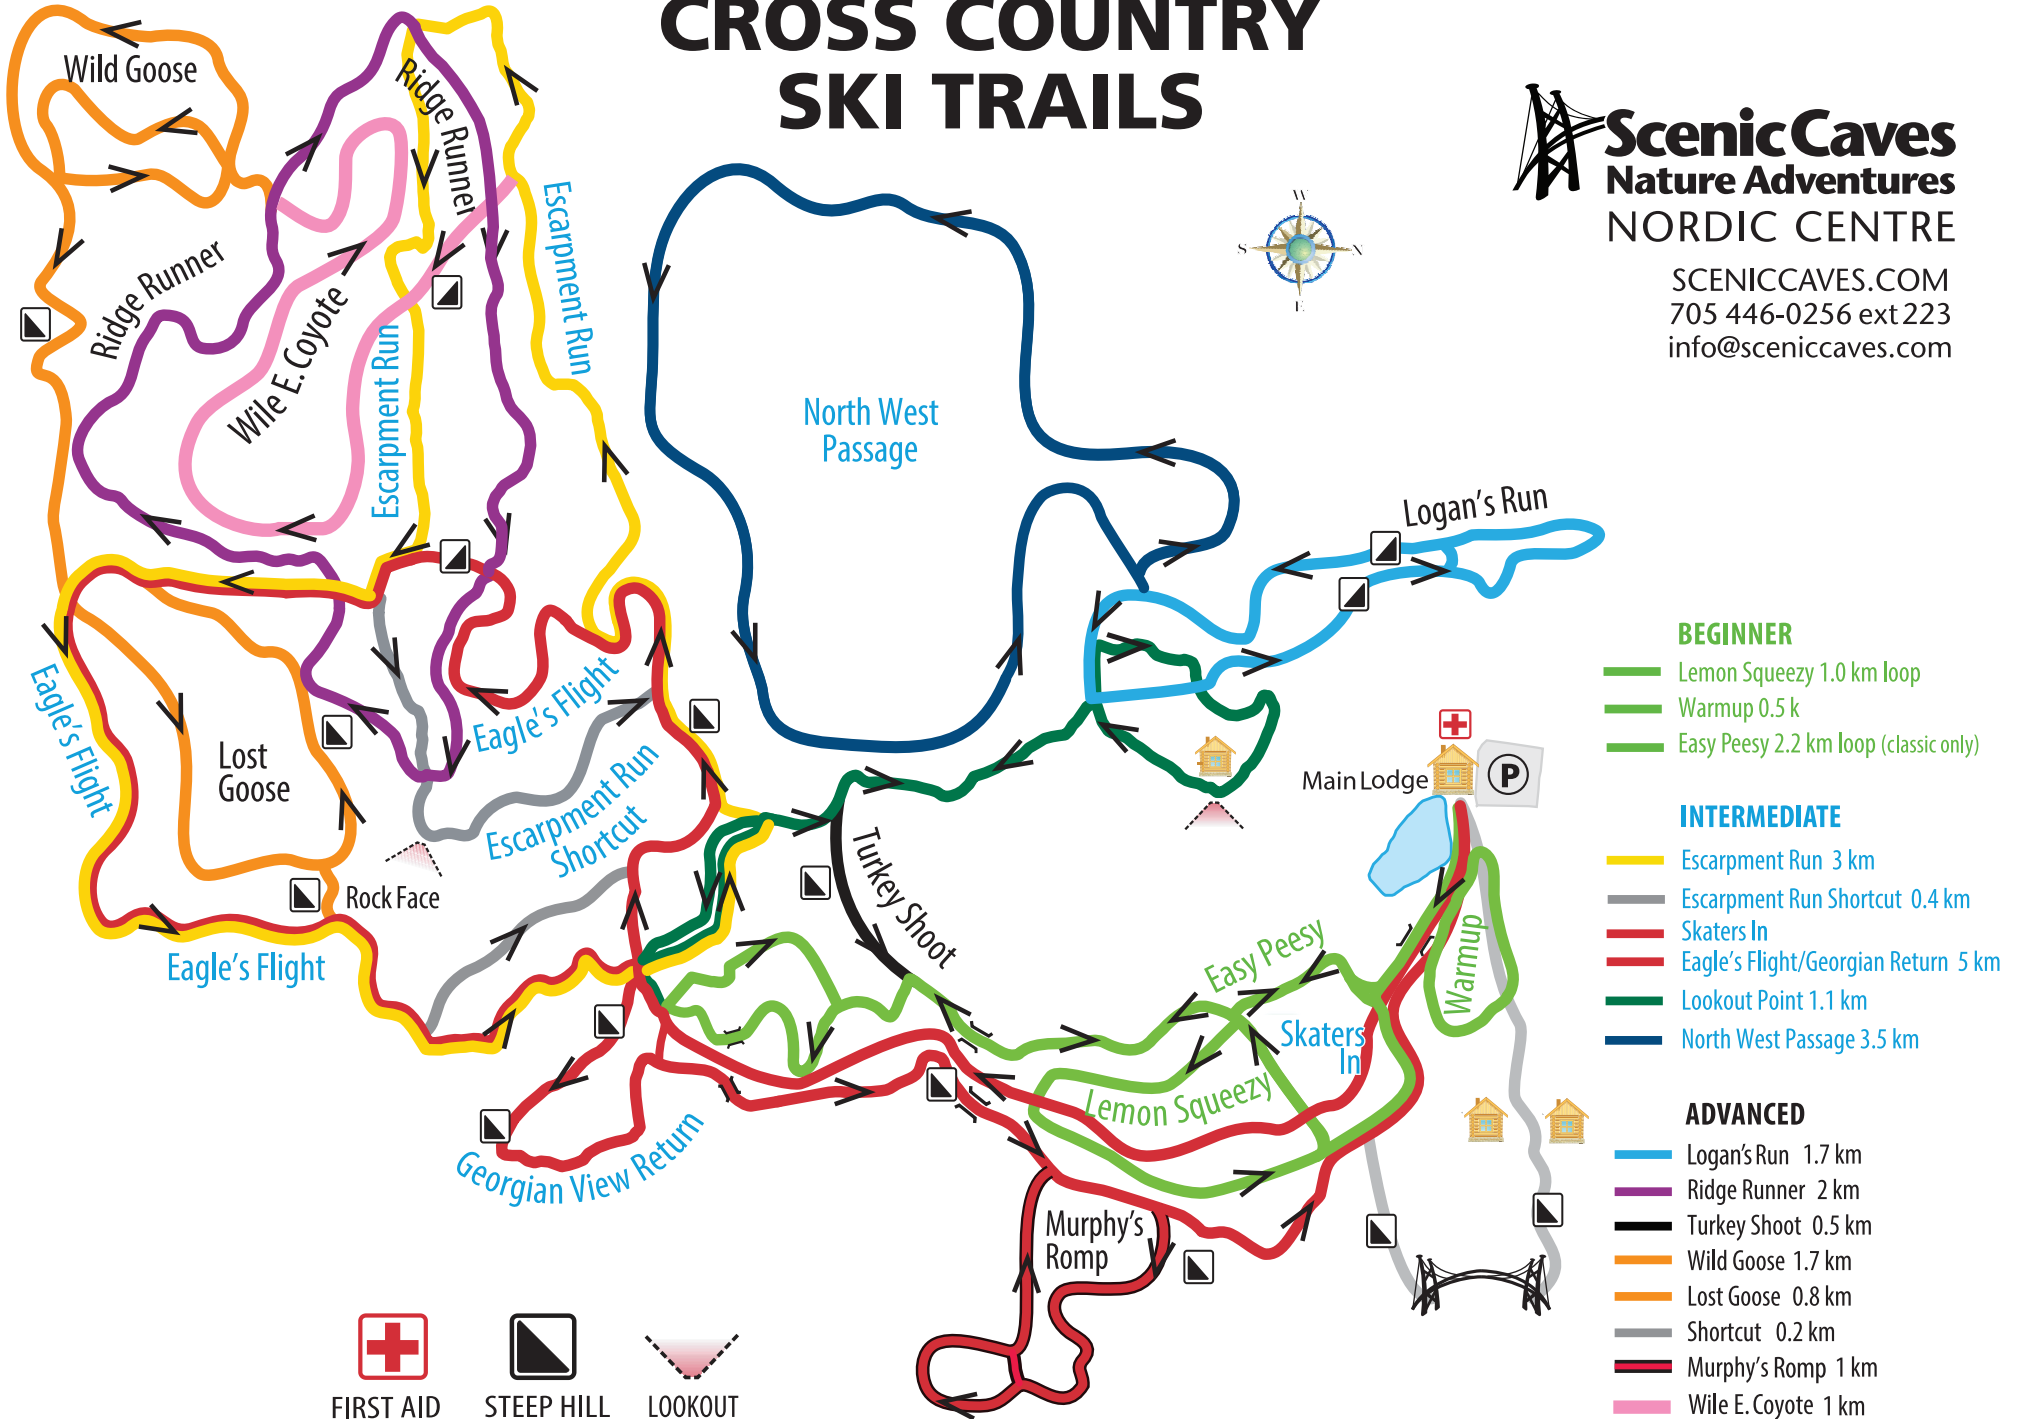 CROSS COUNTRY
SKI TRAILS
Scenic Caves
Nature Adventures
NORDIC CENTRE
SCENICCAVES.COM
705 446-0256 ext 223
info@sceniccaves.com
W
S
N
E
Wild Goose
Ridge Runner
Escarpment Run
Ridge Runner
Wile E. Coyote
Escarpment Run
North West
Passage
Logan's Run
Eagle's Flight
Lost
Goose
Eagle's Flight
Escarpment Run
Shortcut
Rock Face
Eagle's Flight
Turkey Shoot
Main Lodge
P
Easy Peesy
Warmup
Skaters
In
Lemon Squeezy
Georgian View Return
Murphy's
Romp
FIRST AID
STEEP HILL
LOOKOUT
BEGINNER
Lemon Squeezy 1.0 km loop
Warmup 0.5 k
Easy Peesy 2.2 km loop (classic only)
INTERMEDIATE
Escarpment Run 3 km
Escarpment Run Shortcut 0.4 km
Skaters In
Eagle's Flight/Georgian Return 5 km
Lookout Point 1.1 km
North West Passage 3.5 km
ADVANCED
Logan's Run 1.7 km
Ridge Runner 2 km
Turkey Shoot 0.5 km
Wild Goose 1.7 km
Lost Goose 0.8 km
Shortcut 0.2 km
Murphy's Romp 1 km
Wile E. Coyote 1 km